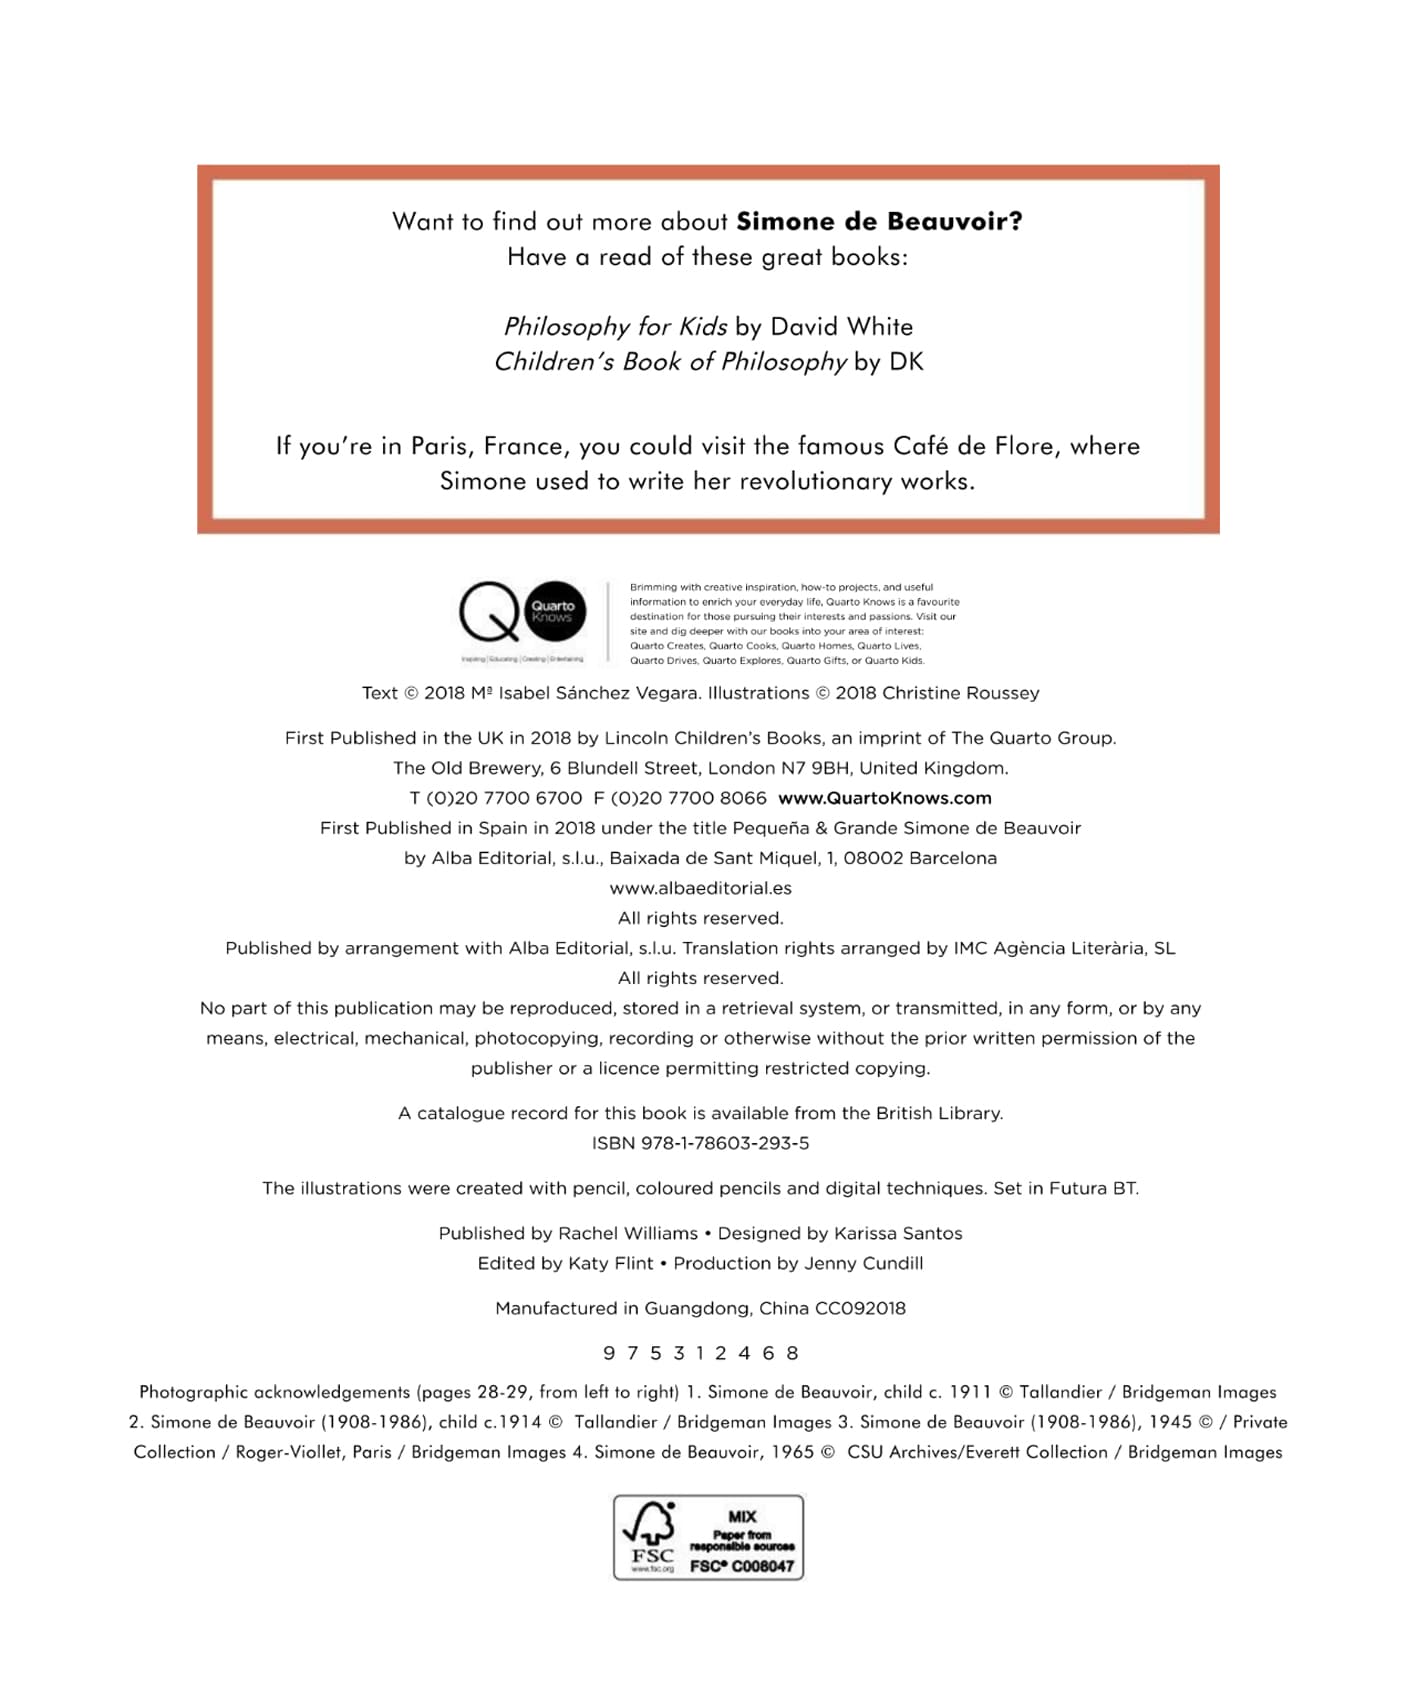 Want to find out more about Simone de Beauvoir?
Have a read of these great books:
Philosophy for Kids by David White
Children's Book of Philosophy by DK
If you're in Paris, France, you could visit the famous Café de Flore, where
Simone used to write her revolutionary works.
Quarto
Knows
Inspiring | Educating | Creating | Entertaining
Brimming with creative inspiration, how-to projects, and useful
information to enrich your everyday life, Quarto Knows is a favourite
destination for those pursuing their interests and passions. Visit our
site and dig deeper with our books into your area of interest:
Quarto Creates, Quarto Cooks, Quarto Homes, Quarto Lives,
Quarto Drives, Quarto Explores, Quarto Gifts, or Quarto Kids.
Text © 2018 Mª Isabel Sánchez Vegara. Illustrations © 2018 Christine Roussey
First Published in the UK in 2018 by Lincoln Children's Books, an imprint of The Quarto Group.
The Old Brewery, 6 Blundell Street, London N7 9BH, United Kingdom.
T (0)20 7700 6700 F (0)20 7700 8066 www.QuartoKnows.com
First Published in Spain in 2018 under the title Pequeña & Grande Simone de Beauvoir
by Alba Editorial, s.l.u., Baixada de Sant Miquel, 1, 08002 Barcelona
www.albaeditorial.es
All rights reserved.
Published by arrangement with Alba Editorial, s.l.u. Translation rights arranged by IMC Agència Literària, SL
All rights reserved.
No part of this publication may be reproduced, stored in a retrieval system, or transmitted, in any form, or by any
means, electrical, mechanical, photocopying, recording or otherwise without the prior written permission of the
publisher or a licence permitting restricted copying.
A catalogue record for this book is available from the British Library.
ISBN 978-1-78603-293-5
The illustrations were created with pencil, coloured pencils and digital techniques. Set in Futura BT.
Published by Rachel Williams • Designed by Karissa Santos
Edited by Katy Flint • Production by Jenny Cundill
Manufactured in Guangdong, China CC092018
9 7 5 3 1 2 4 6 8
Photographic acknowledgements (pages 28-29, from left to right) 1. Simone de Beauvoir, child c. 1911 © Tallandier / Bridgeman Images
2. Simone de Beauvoir (1908-1986), child c.1914 © Tallandier / Bridgeman Images 3. Simone de Beauvoir (1908-1986), 1945 © / Private
Collection / Roger-Viollet, Paris / Bridgeman Images 4. Simone de Beauvoir, 1965 © CSU Archives/Everett Collection / Bridgeman Images
FSC
www.fsc.org
MIX
Paper from
responsible sources
FSC® C008047